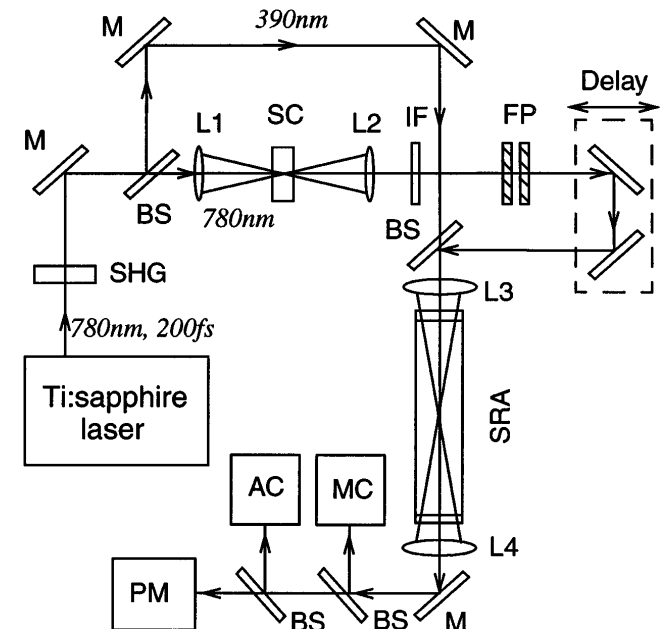 390nm
M
M
Delay
L1
SC
L2
IF
FP
M
BS
780nm
BS
SHG
L3
780nm, 200fs
Ti:sapphire
laser
SRA
AC
MC
L4
PM
BS
BS
M